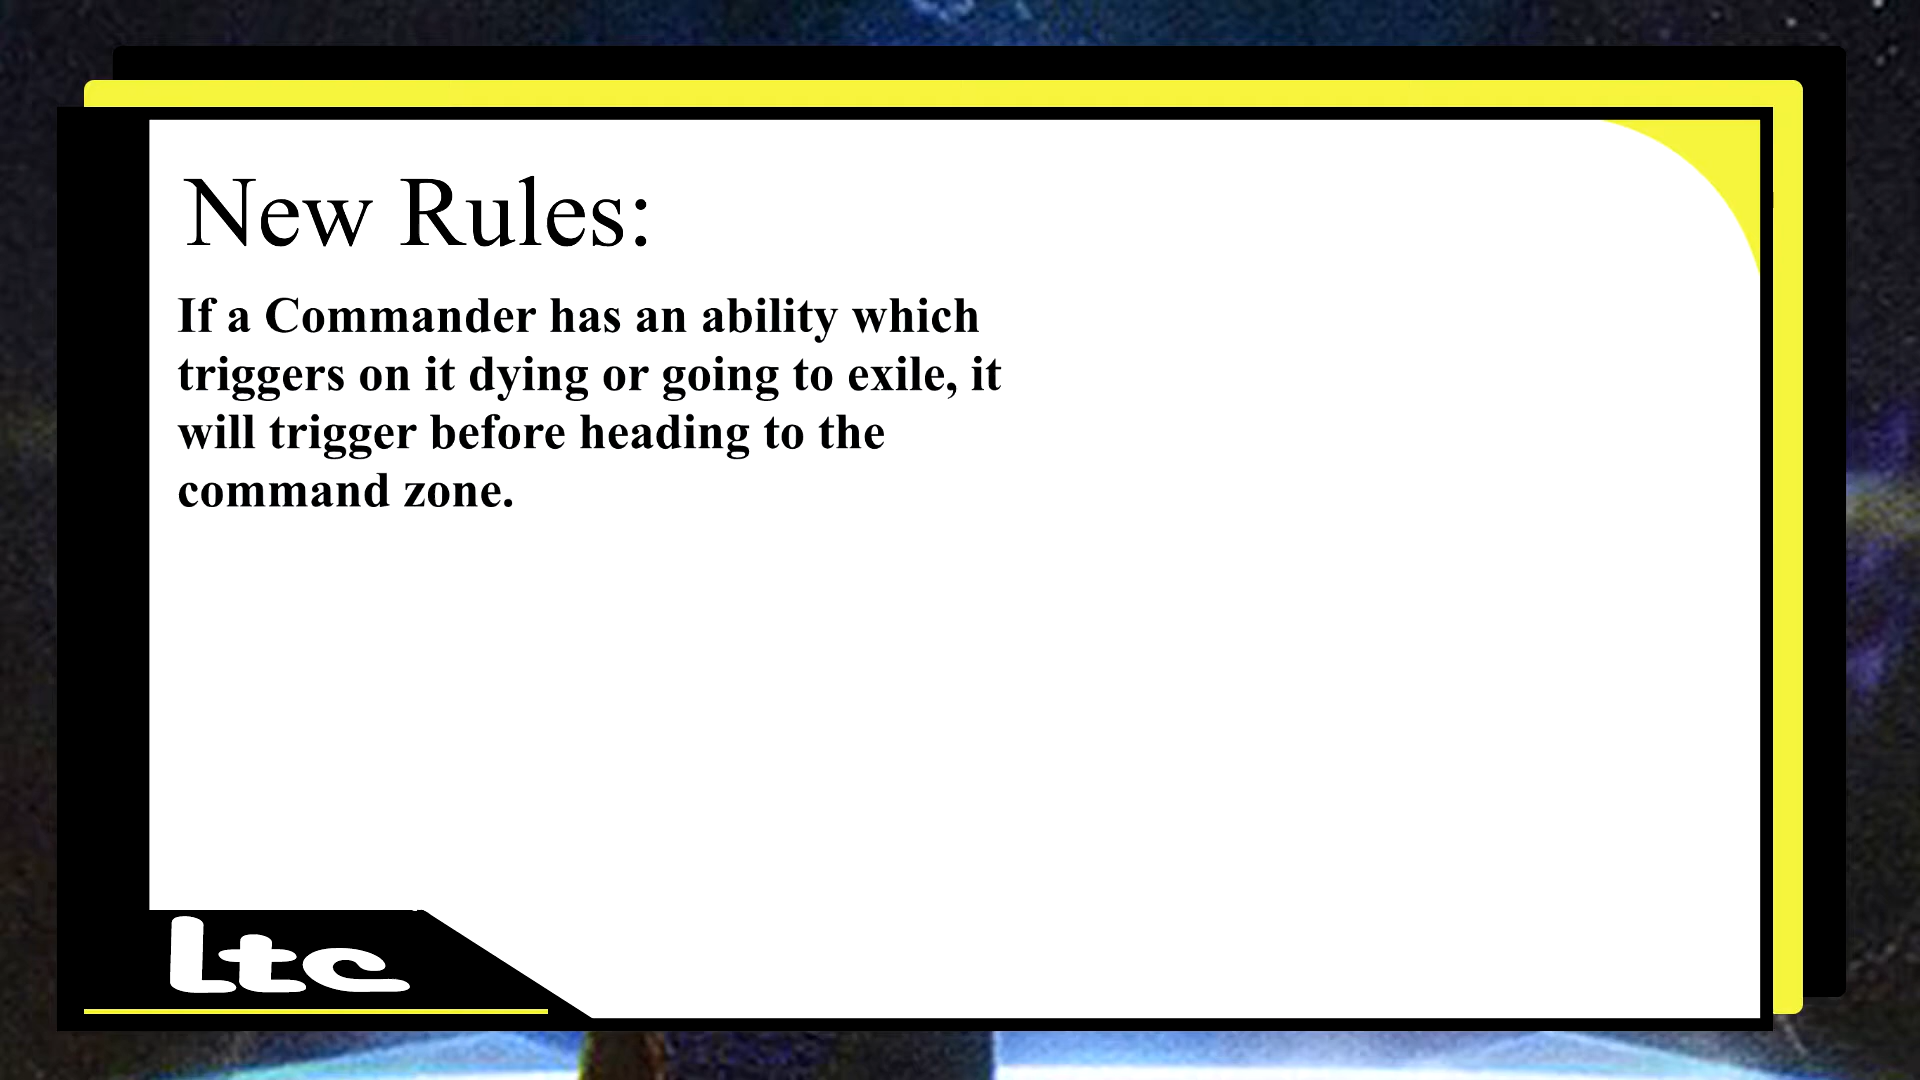 New Rules:
If a Commander has an ability which
triggers on it dying or going to exile, it
will trigger before heading to the
command zone.
Ltc